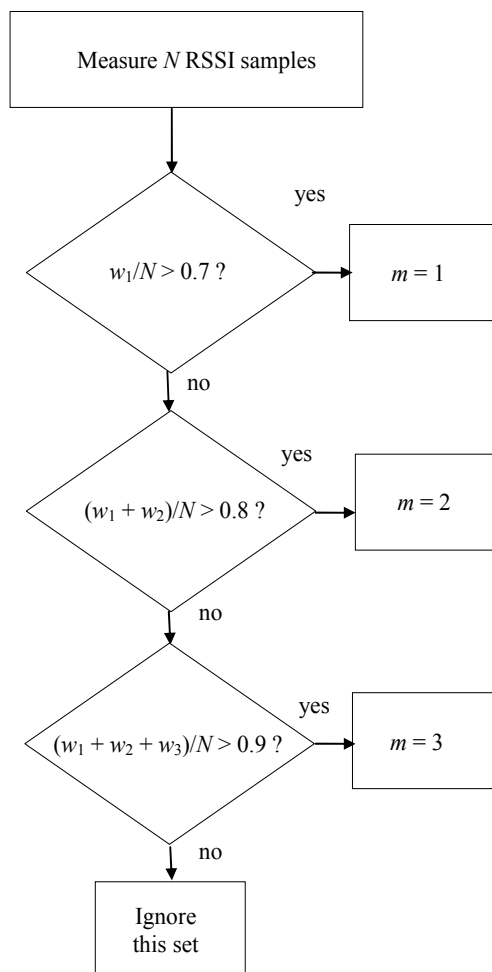 Measure N RSSI samples
yes
w₁/N > 0.7 ?
m = 1
no
yes
(w₁ + w₂)/N > 0.8 ?
m = 2
no
yes
(w₁ + w₂ + w₃)/N > 0.9 ?
m = 3
no
Ignore
this set